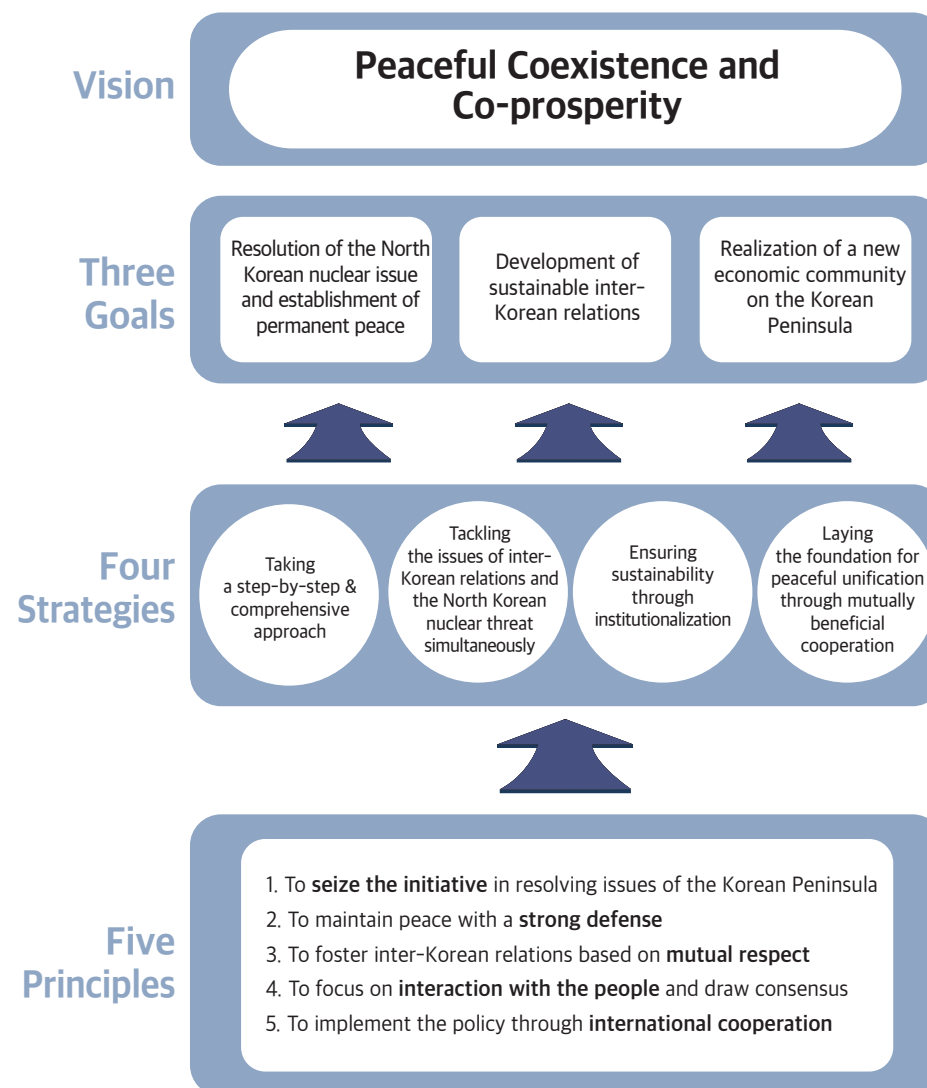 Vision
Peaceful Coexistence and
Co-prosperity
Three
Goals
Resolution of the North
Korean nuclear issue
and establishment of
permanent peace
Development of
sustainable inter-
Korean relations
Realization of a new
economic community
on the Korean
Peninsula
Four
Strategies
Taking
a step-by-step &
comprehensive
approach
Tackling
the issues of inter-
Korean relations and
the North Korean
nuclear threat
simultaneously
Ensuring
sustainability
through
institutionalization
Laying
the foundation for
peaceful unification
through mutually
beneficial
cooperation
Five
Principles
1. To seize the initiative in resolving issues of the Korean Peninsula
2. To maintain peace with a strong defense
3. To foster inter-Korean relations based on mutual respect
4. To focus on interaction with the people and draw consensus
5. To implement the policy through international cooperation